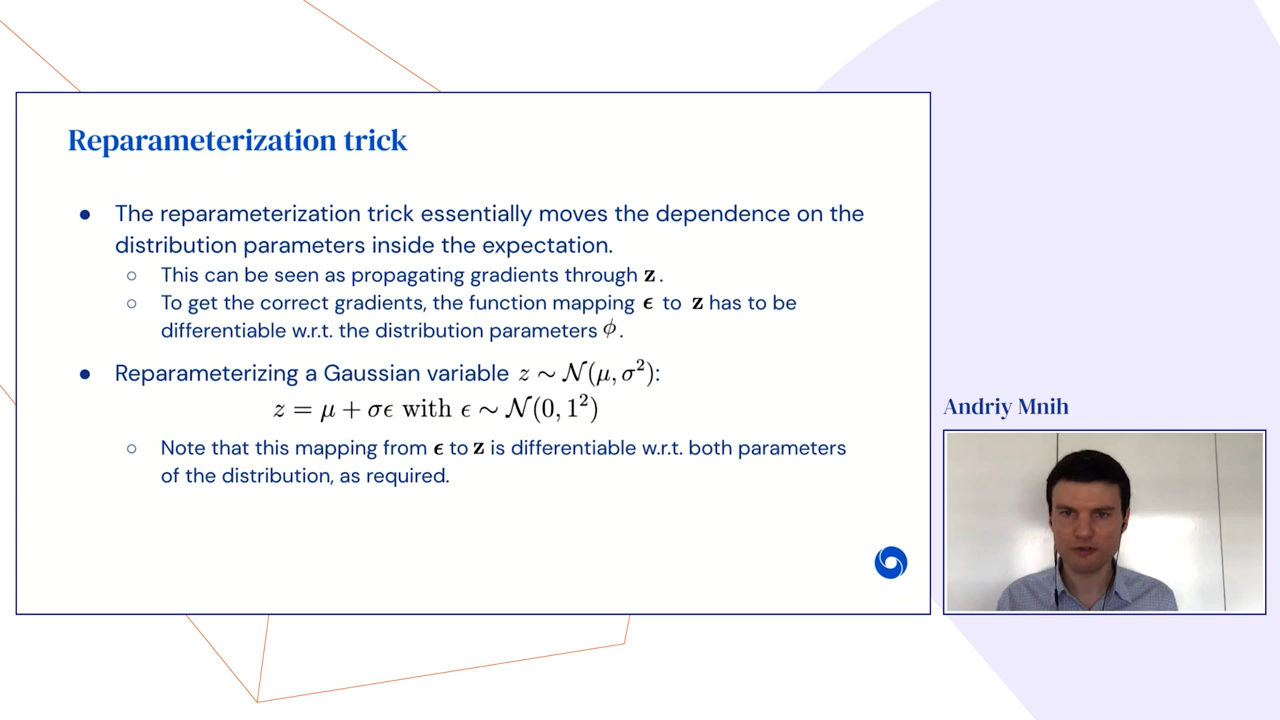 Reparameterization trick
● The reparameterization trick essentially moves the dependence on the
distribution parameters inside the expectation.
○ This can be seen as propagating gradients through z.
○ To get the correct gradients, the function mapping ϵ to z has to be
differentiable w.r.t. the distribution parameters ϕ.
● Reparameterizing a Gaussian variable z ∼ 𝒩(μ, σ²):
z = μ + σϵ with ϵ ∼ 𝒩(0, 1²)
○ Note that this mapping from ϵ to z is differentiable w.r.t. both parameters
of the distribution, as required.
Andriy Mnih